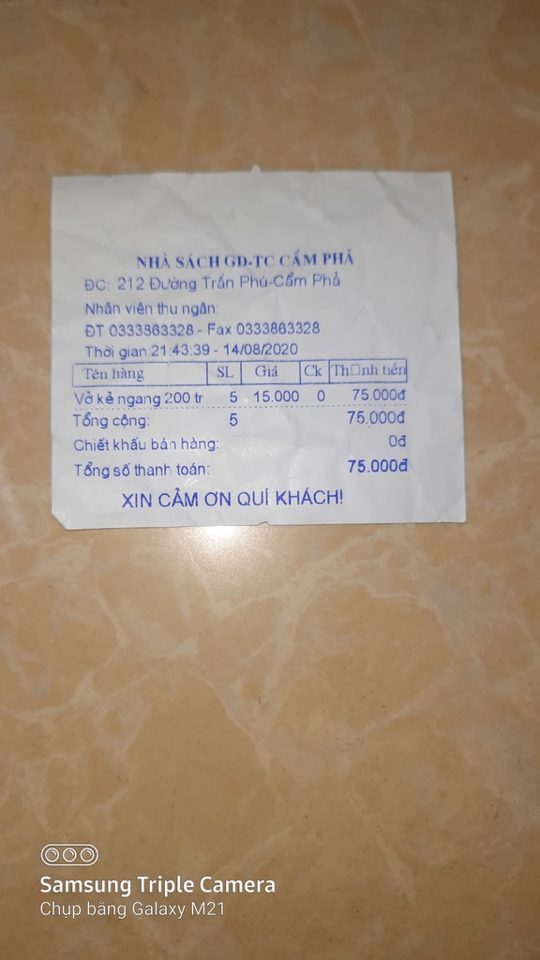 NHÀ SÁCH GD-TC CẨM PHẢ
ĐC: 212 Đường Trần Phú-Cẩm Phả
Nhân viên thu ngân:
ĐT 0333863328 - Fax 0333863328
Thời gian:21:43:39 - 14/08/2020
Tên hàng SL Giá Ck Th□nh tiền
Vở kẻ ngang 200 tr 5 15.000 0 75.000đ
Tổng cộng: 5 75.000đ
Chiết khấu bán hàng: 0đ
Tổng số thanh toán: 75.000đ
XIN CẢM ƠN QUÍ KHÁCH!
Samsung Triple Camera
Chụp bằng Galaxy M21